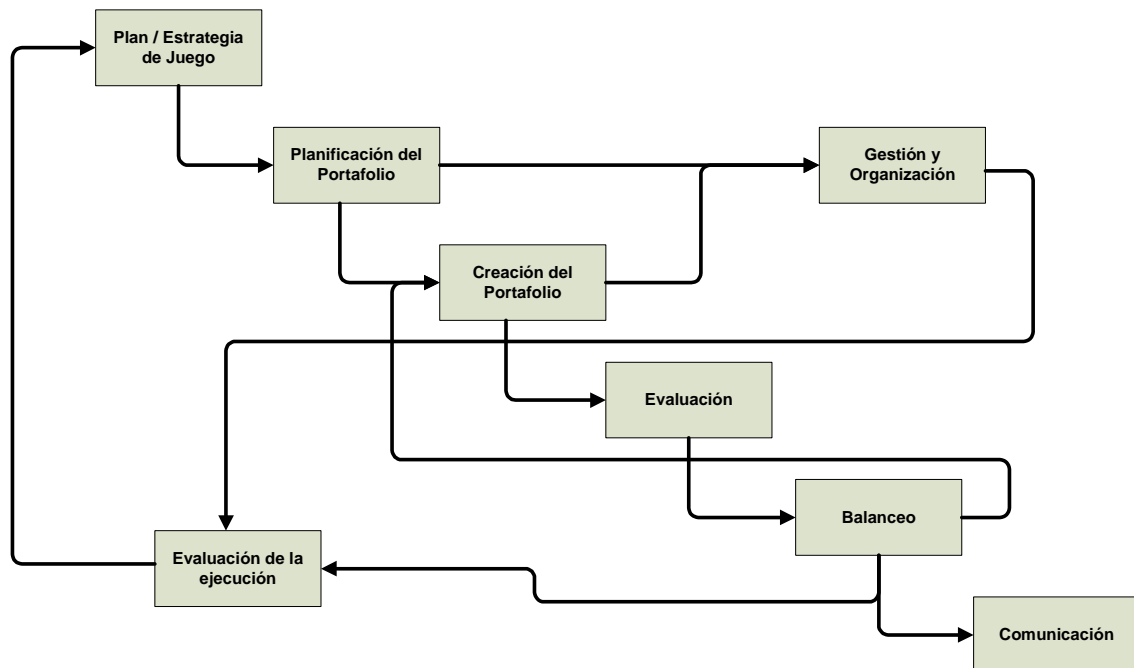 Plan / Estrategia
de Juego
Planificación del
Portafolio
Gestión y
Organización
Creación del
Portafolio
Evaluación
Balanceo
Evaluación de la
ejecución
Comunicación